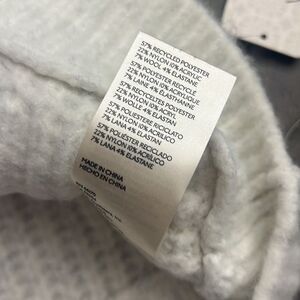 57% RECYCLED POLYESTER
22% NYLON 10% ACRYLIC
7% WOOL 4% ELASTANE
57% POLYESTER RECYCLE
22% NYLON 10% ACRYLIQUE
7% LAINE 4% ELASTHANNE
57% RECYCELTES POLYESTER
22% NYLON 10% ACRYL
7% WOLLE 4% ELASTAN
57% POLIESTERE RICICLATO
22% NYLON 10% ACRILICO
7% LANA 4% ELASTAN
57% POLIESTER RECICLADO
22% NYLON 10% ACRÍLICO
7% LANA 4% ELASTANE
MADE IN CHINA
HECHO EN CHINA